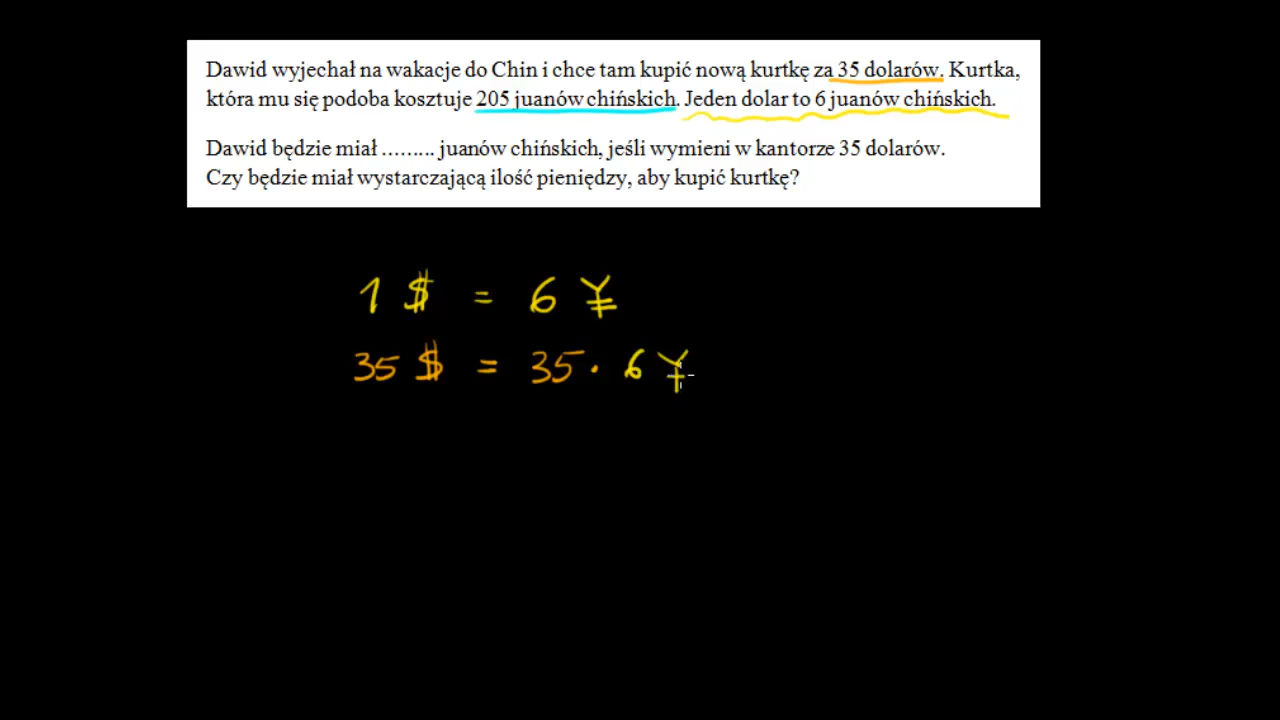 Dawid wyjechał na wakacje do Chin i chce tam kupić nową kurtkę za 35 dolarów. Kurtka,
która mu się podoba kosztuje 205 juanów chińskich. Jeden dolar to 6 juanów chińskich.
Dawid będzie miał ......... juanów chińskich, jeśli wymieni w kantorze 35 dolarów.
Czy będzie miał wystarczającą ilość pieniędzy, aby kupić kurtkę?
1 $ = 6 ¥
35 $ = 35 · 6 ¥